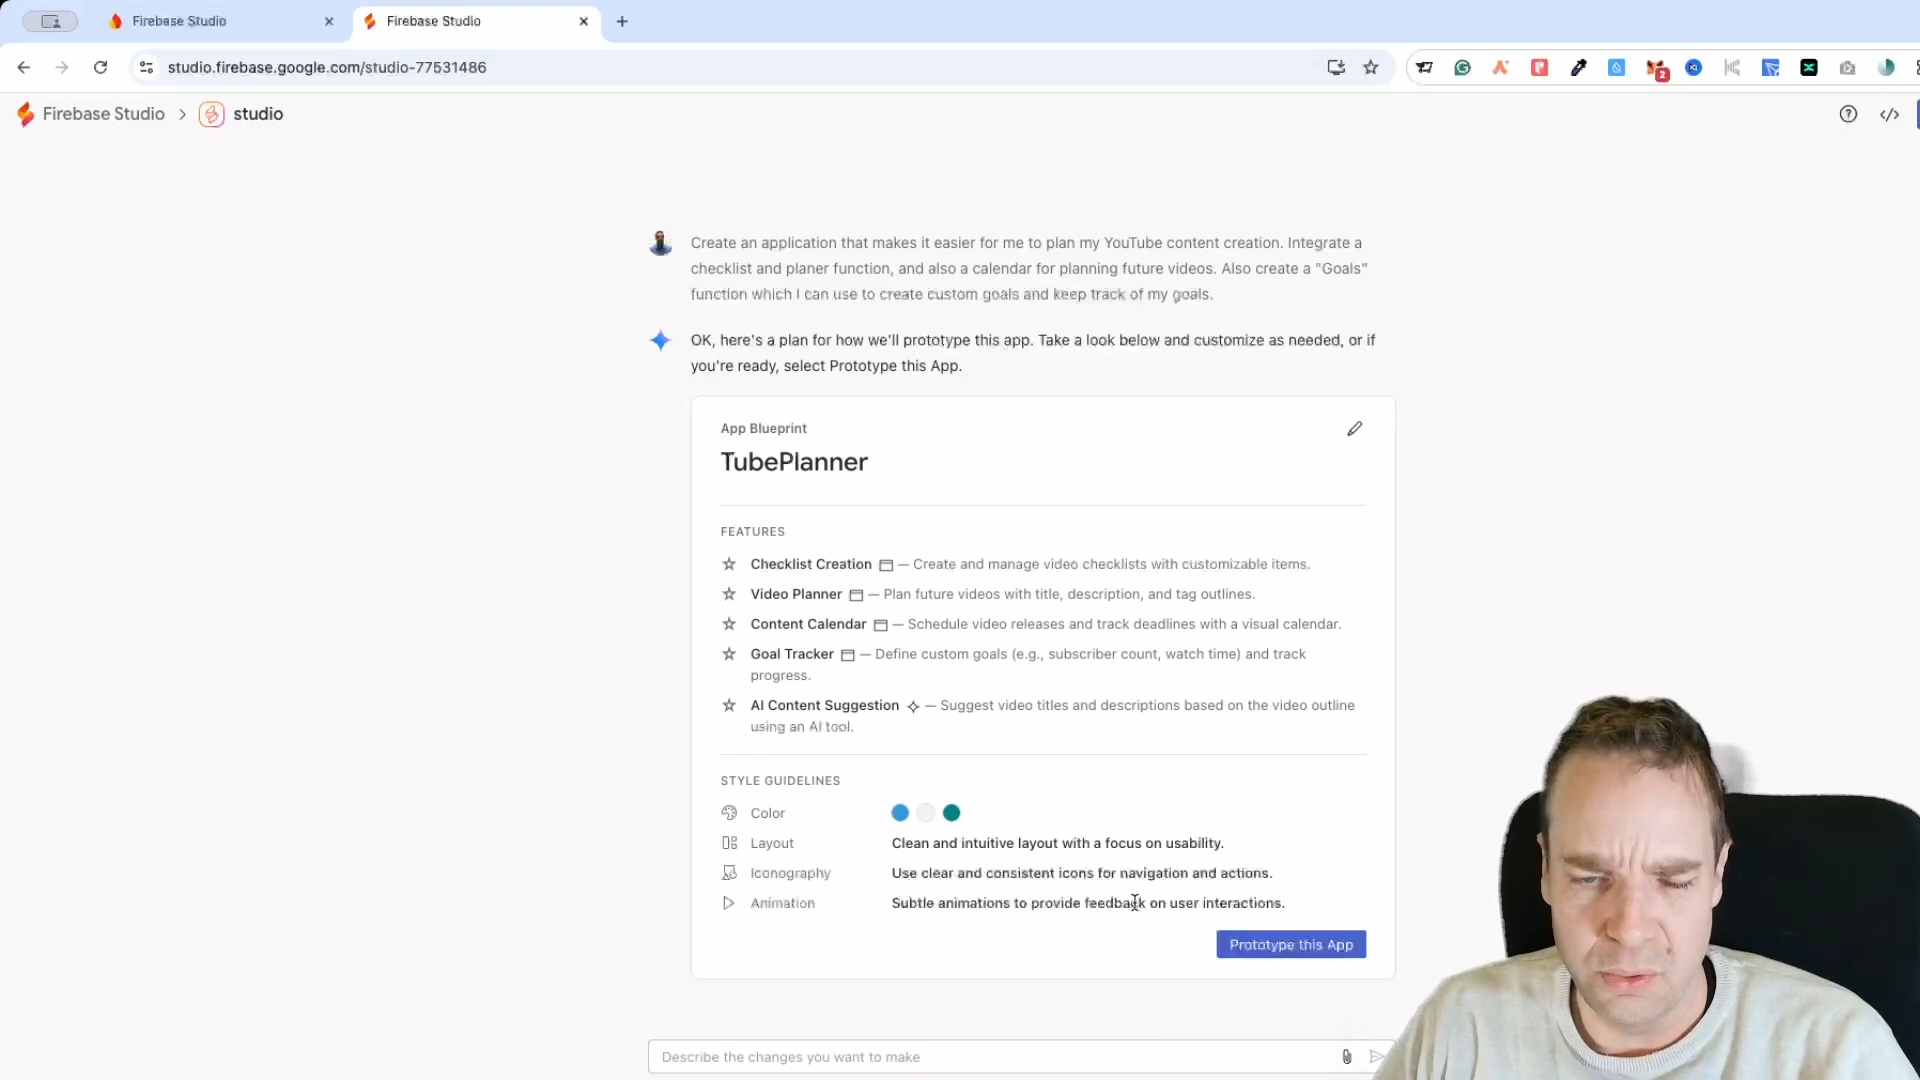 Firebase Studio
Firebase Studio
studio.firebase.google.com/studio-77531486
2
Firebase Studio > studio
Create an application that makes it easier for me to plan my YouTube content creation. Integrate a
checklist and planer function, and also a calendar for planning future videos. Also create a "Goals"
function which I can use to create custom goals and keep track of my goals.
OK, here's a plan for how we'll prototype this app. Take a look below and customize as needed, or if
you're ready, select Prototype this App.
App Blueprint
TubePlanner
FEATURES
Checklist Creation — Create and manage video checklists with customizable items.
Video Planner — Plan future videos with title, description, and tag outlines.
Content Calendar — Schedule video releases and track deadlines with a visual calendar.
Goal Tracker — Define custom goals (e.g., subscriber count, watch time) and track
progress.
AI Content Suggestion — Suggest video titles and descriptions based on the video outline
using an AI tool.
STYLE GUIDELINES
Color
Layout Clean and intuitive layout with a focus on usability.
Iconography Use clear and consistent icons for navigation and actions.
Animation Subtle animations to provide feedback on user interactions.
Prototype this App
Describe the changes you want to make